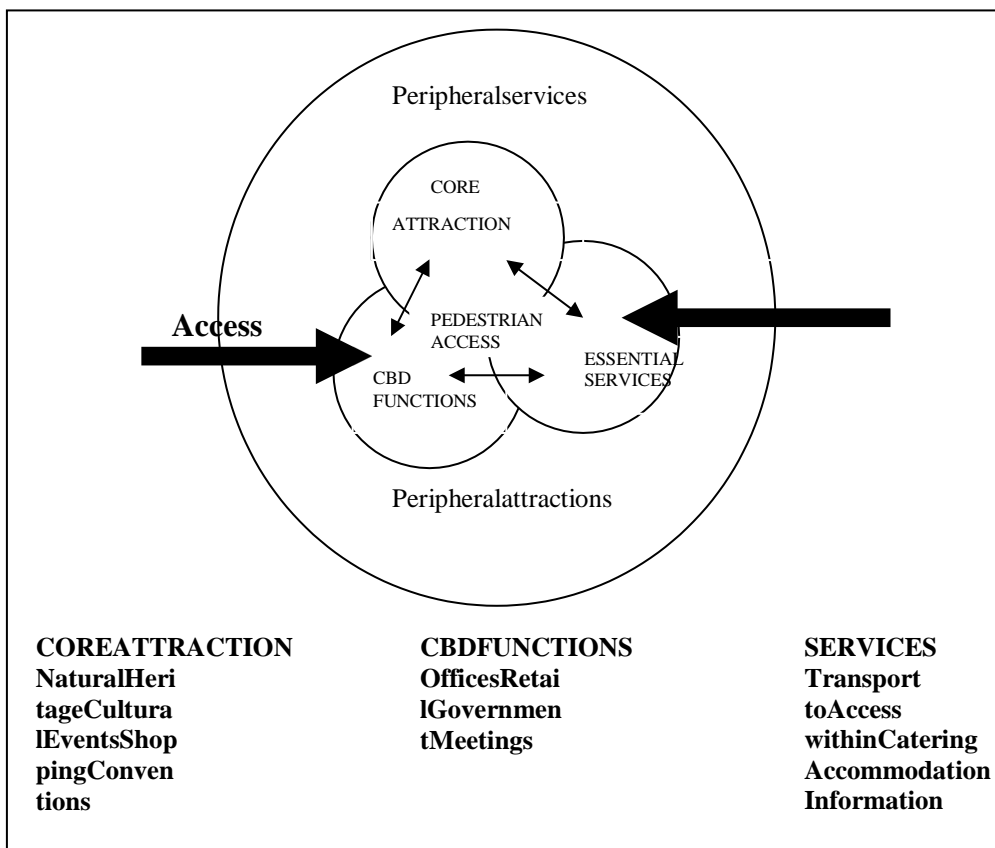 Peripheralservices
CORE
ATTRACTION
Access
PEDESTRIAN
ACCESS
ESSENTIAL
SERVICES
CBD
FUNCTIONS
Peripheralattractions
COREATTRACTION
NaturalHeri
tageCultura
lEventsShop
pingConven
tions
CBDFUNCTIONS
OfficesRetai
lGovernmen
tMeetings
SERVICES
Transport
toAccess
withinCatering
Accommodation
Information